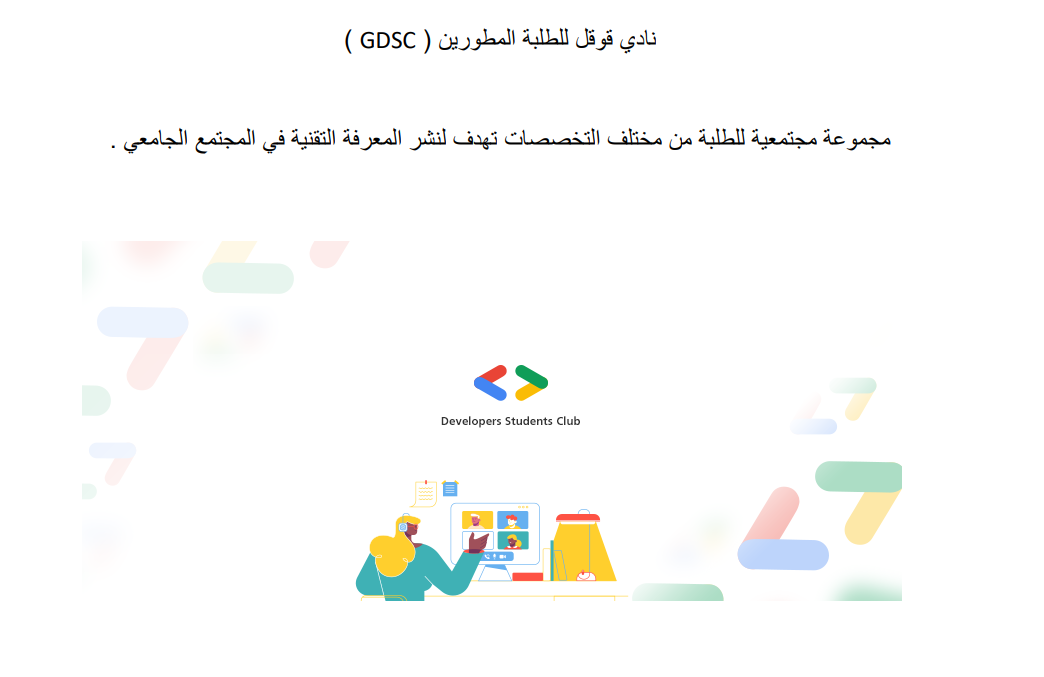 نادي قوقل للطلبة المطورين ( GDSC )
مجموعة مجتمعية للطلبة من مختلف التخصصات تهدف لنشر المعرفة التقنية في المجتمع الجامعي .
Developers Students Club